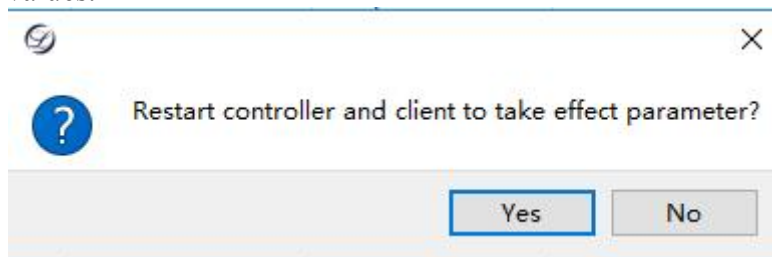 Restart controller and client to take effect parameter?
Yes
No